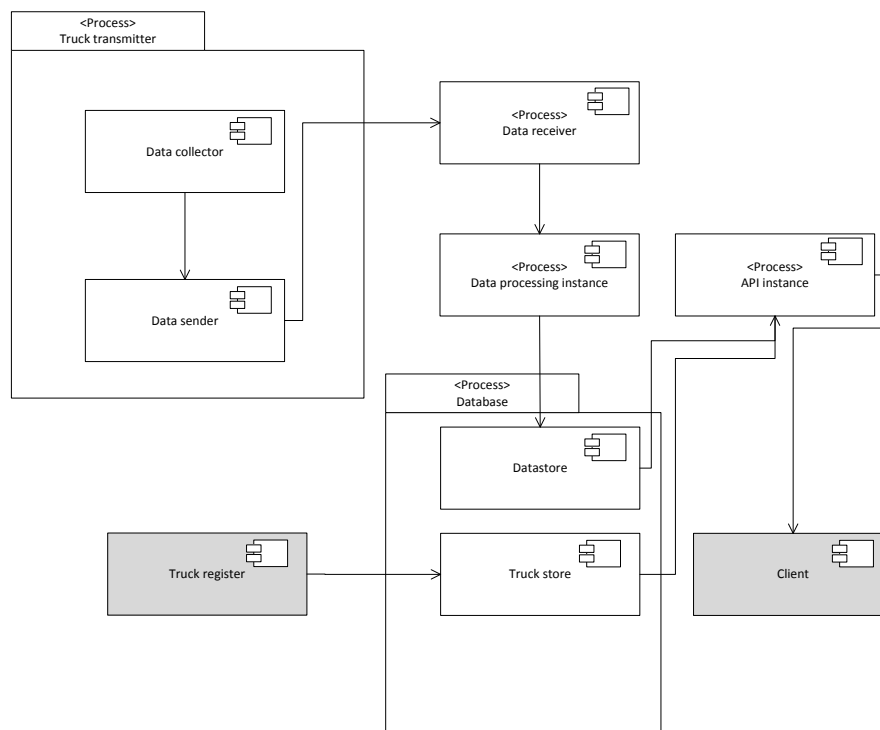 <Process>
Truck transmitter
Data collector
Data sender
<Process>
Data receiver
<Process>
Data processing instance
<Process>
API instance
<Process>
Database
Datastore
Truck register
Truck store
Client